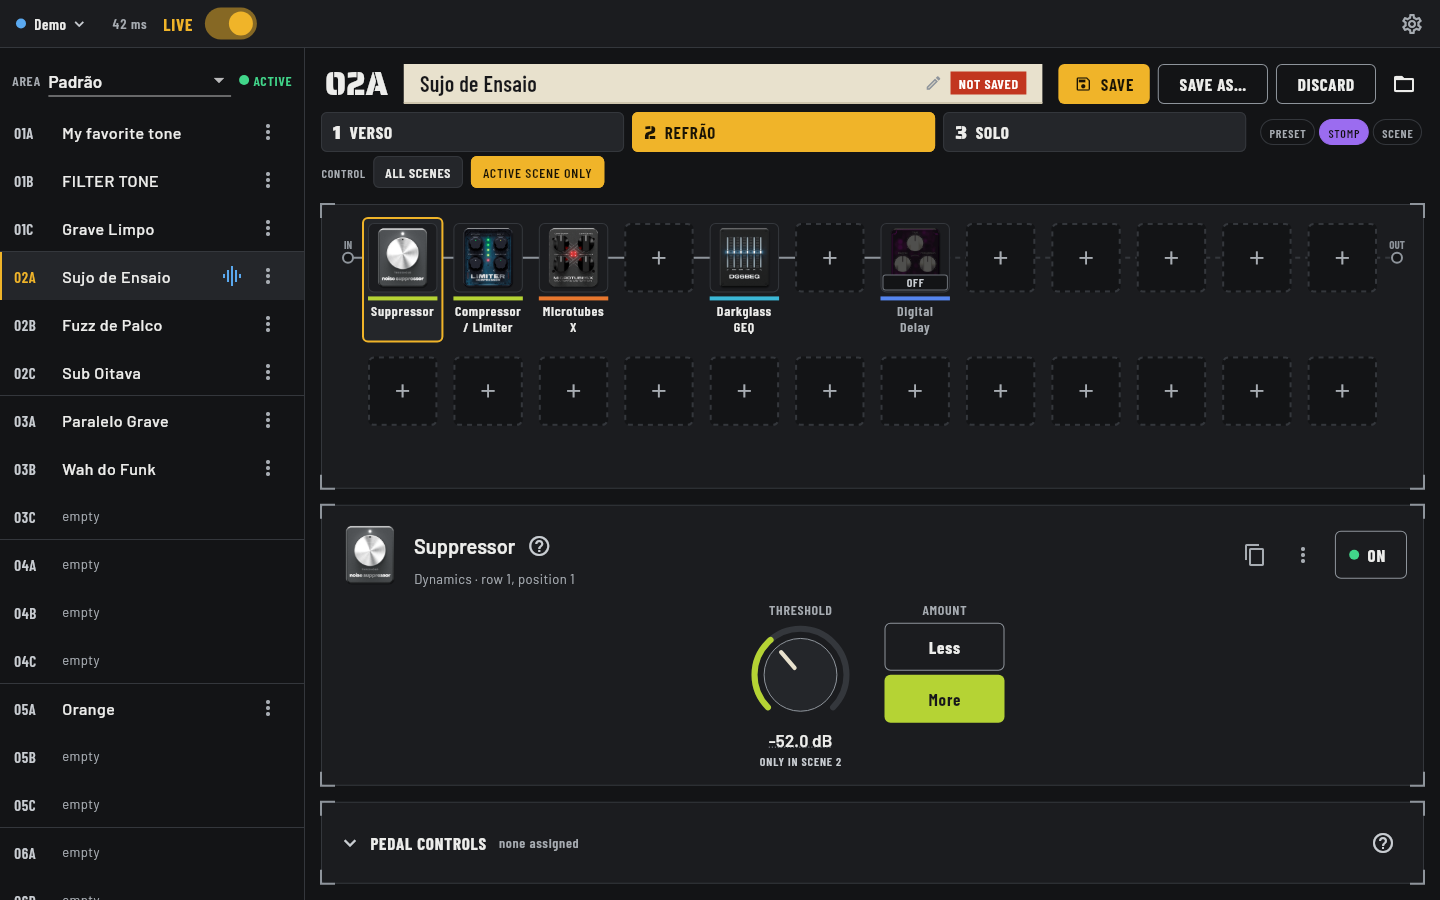 Demo
42 ms
LIVE
AREA
Padrão
ACTIVE
01A My favorite tone
01B FILTER TONE
01C Grave Limpo
02A Sujo de Ensaio
02B Fuzz de Palco
02C Sub Oitava
03A Paralelo Grave
03B Wah do Funk
03C empty
04A empty
04B empty
04C empty
05A Orange
05B empty
05C empty
06A empty
02A
Sujo de Ensaio
NOT SAVED
SAVE
SAVE AS...
DISCARD
1 VERSO
2 REFRÃO
3 SOLO
PRESET
STOMP
SCENE
CONTROL
ALL SCENES
ACTIVE SCENE ONLY
IN
OUT
LIMITER
OFF
Suppressor
Compressor
/ Limiter
Microtubes
X
Darkglass
GEQ
Digital
Delay
noise suppressor
Suppressor
Dynamics · row 1, position 1
ON
THRESHOLD
-52.0 dB
ONLY IN SCENE 2
AMOUNT
Less
More
PEDAL CONTROLS
none assigned